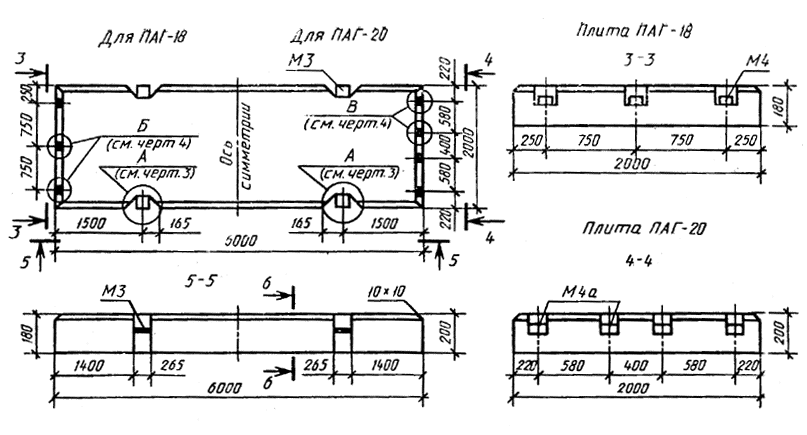 Для ПАГ-18
Для ПАГ-20
Плита ПАГ-18
3-3
М3
М4
3
4
250
750
750
Б
(см. черт. 4)
А
(см. черт. 3)
Ось
симметрии
В
(см. черт. 4)
А
(см. черт. 3)
220
580
400
580
220
2000
180
250
750
750
250
2000
3
4
1500
165
165
1500
6000
5
5
Плита ПАГ-20
4-4
5-5
М3
6
10×10
М4а
180
200
200
1400
265
6
265
1400
6000
220
580
400
580
220
2000